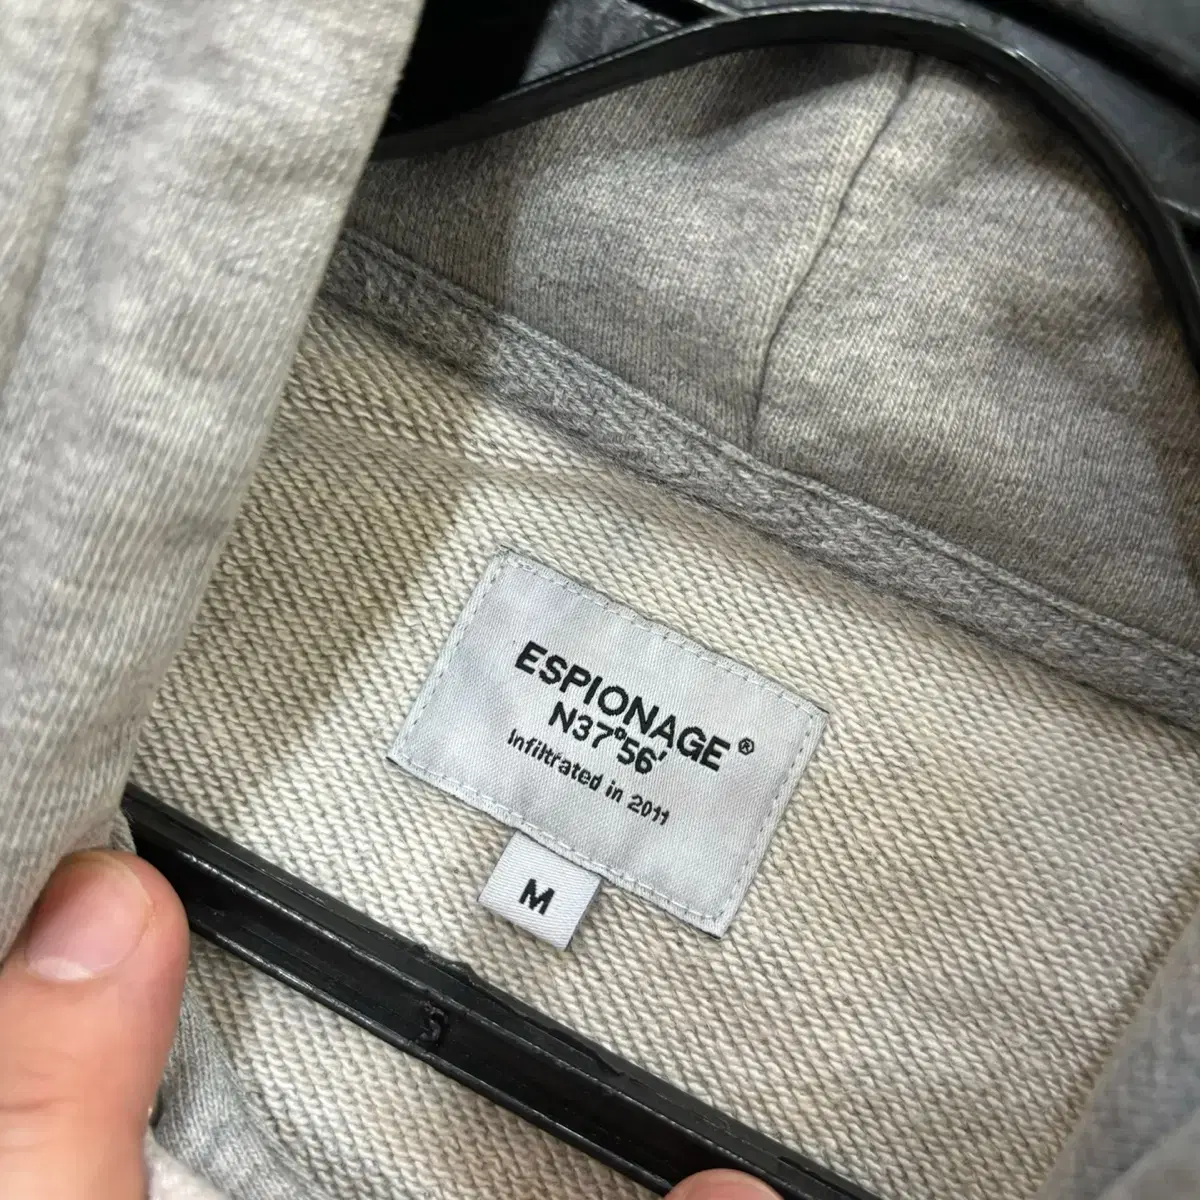 ESPIONAGE®
N37°56'
Infiltrated in 2011
M
S